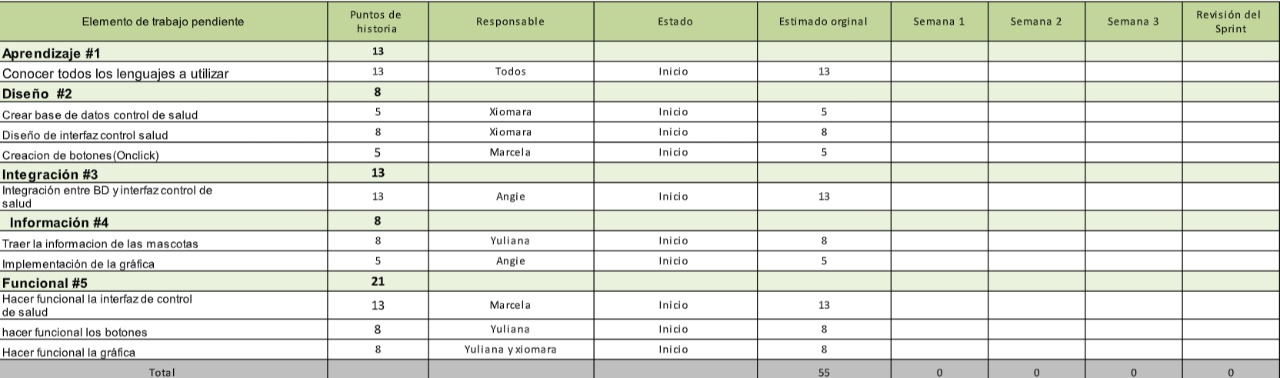 Elemento de trabajo pendiente Puntos de historia Responsable Estado Estimado orginal Semana 1 Semana 2 Semana 3 Revisión del Sprint
Aprendizaje #1 13
Conocer todos los lenguajes a utilizar 13 Todos Inicio 13
Diseño #2 8
Crear base de datos control de salud 5 Xiomara Inicio 5
Diseño de interfaz control salud 8 Xiomara Inicio 8
Creacion de botones(Onclick) 5 Marcela Inicio 5
Integración #3 13
Integración entre BD y interfaz control de salud 13 Angie Inicio 13
Información #4 8
Traer la informacion de las mascotas 8 Yuliana Inicio 8
Implementación de la gráfica 5 Angie Inicio 5
Funcional #5 21
Hacer funcional la interfaz de control de salud 13 Marcela Inicio 13
hacer funcional los botones 8 Yuliana Inicio 8
Hacer funcional la gráfica 8 Yuliana y xiomara Inicio 8
Total 55 0 0 0 0